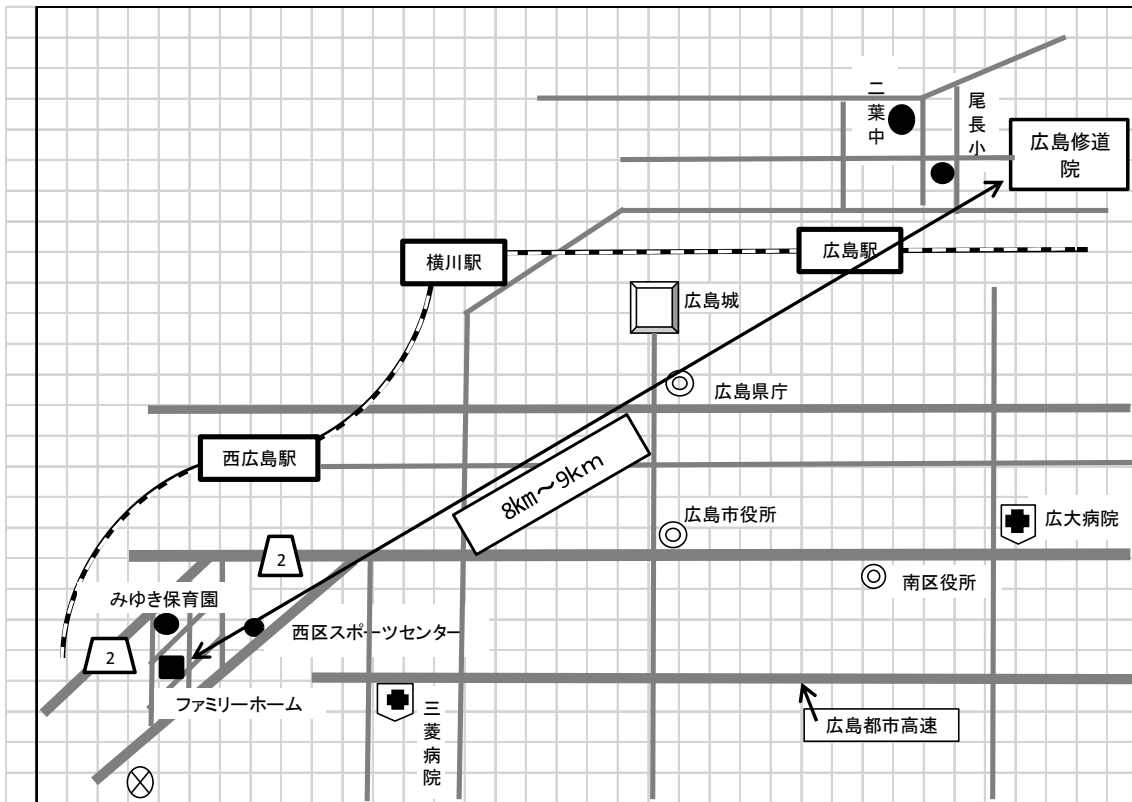 二葉中
尾長小
広島修道
院
横川駅
広島駅
広島城
広島県庁
西広島駅
8km～9km
広島市役所
広大病院
2
南区役所
みゆき保育園
西区スポーツセンター
2
ファミリーホーム
三菱病院
広島都市高速